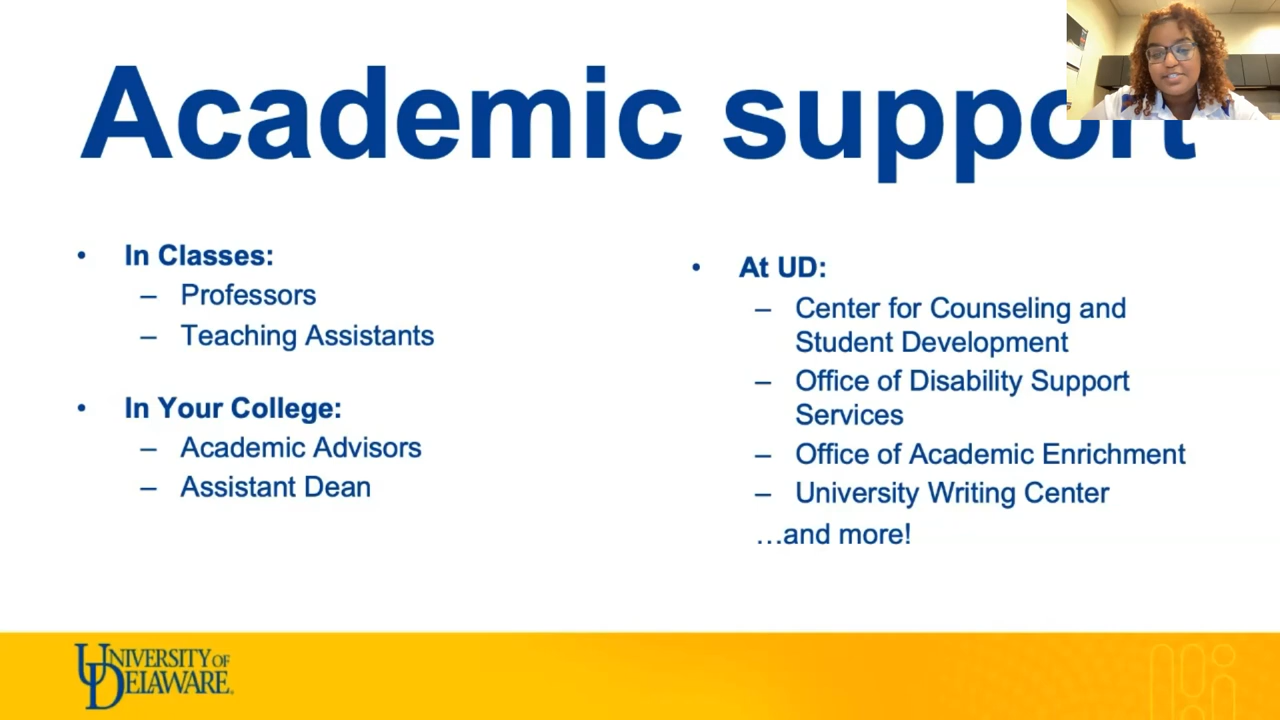 Academic support
• In Classes:
– Professors
– Teaching Assistants
• In Your College:
– Academic Advisors
– Assistant Dean
• At UD:
– Center for Counseling and
Student Development
– Office of Disability Support
Services
– Office of Academic Enrichment
– University Writing Center
…and more!
UNIVERSITY OF
DELAWARE